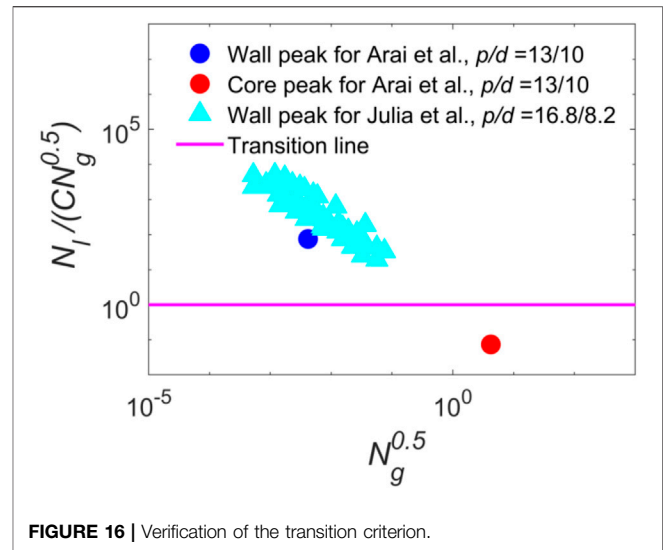 Wall peak for Arai et al., p/d =13/10
Core peak for Arai et al., p/d =13/10
Wall peak for Julia et al., p/d =16.8/8.2
Transition line
N_l /(CN_g^0.5)
10^5
10^0
10^-5 10^0
N_g^0.5
FIGURE 16 | Verification of the transition criterion.